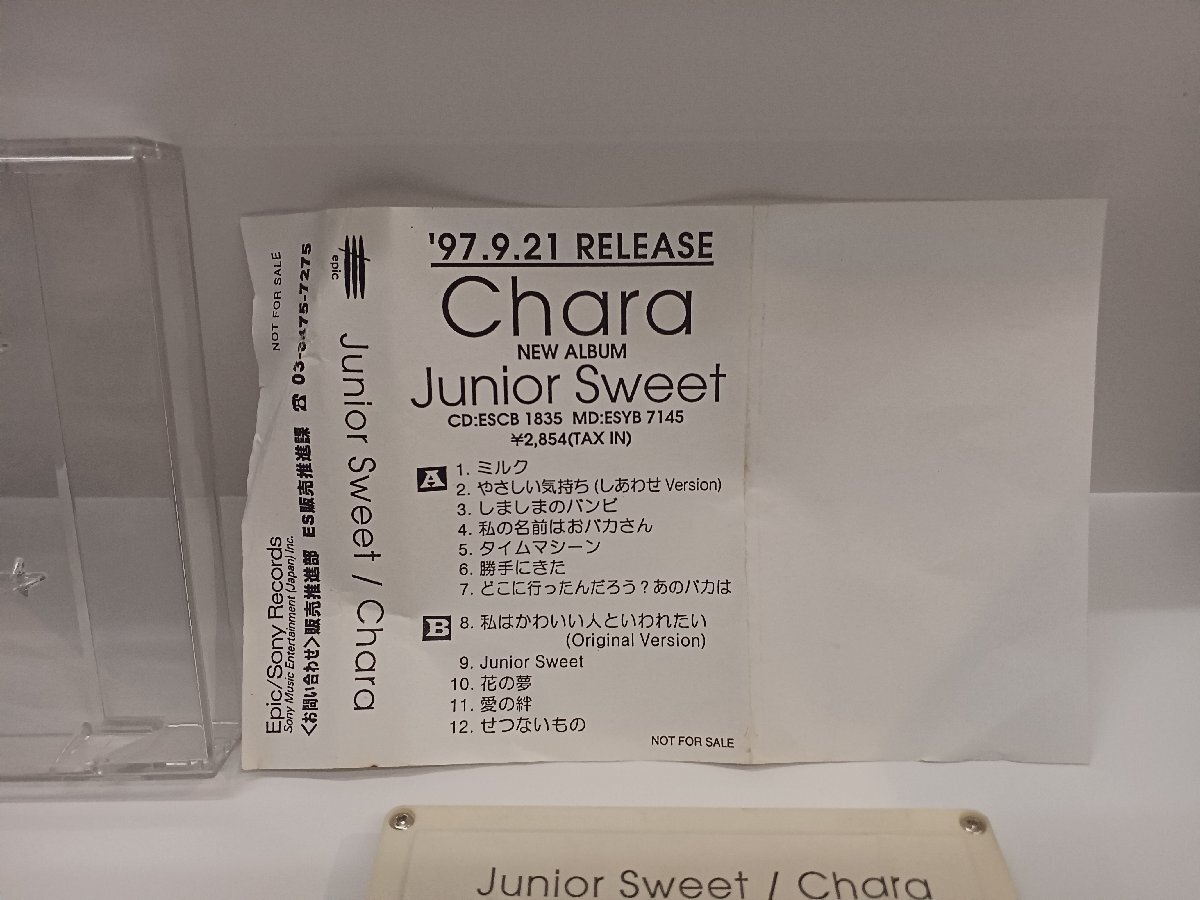 '97.9.21 RELEASE
Chara
NEW ALBUM
Junior Sweet
CD:ESCB 1835 MD:ESYB 7145
¥2,854(TAX IN)
A
1. ミルク
2. やさしい気持ち (しあわせ Version)
3. しましまのバンビ
4. 私の名前はおバカさん
5. タイムマシーン
6. 勝手にきた
7. どこに行ったんだろう?あのバカは
B
8. 私はかわいい人といわれたい
(Original Version)
9. Junior Sweet
10. 花の夢
11. 愛の絆
12. せつないもの
NOT FOR SALE
epic
Junior Sweet / Chara
<お問い合わせ>販売推進部 ES販売推進課 ☎ 03-3475-7275
Sony Music Entertainment (Japan) Inc.
Epic/Sony Records
NOT FOR SALE
Junior Sweet / Chara